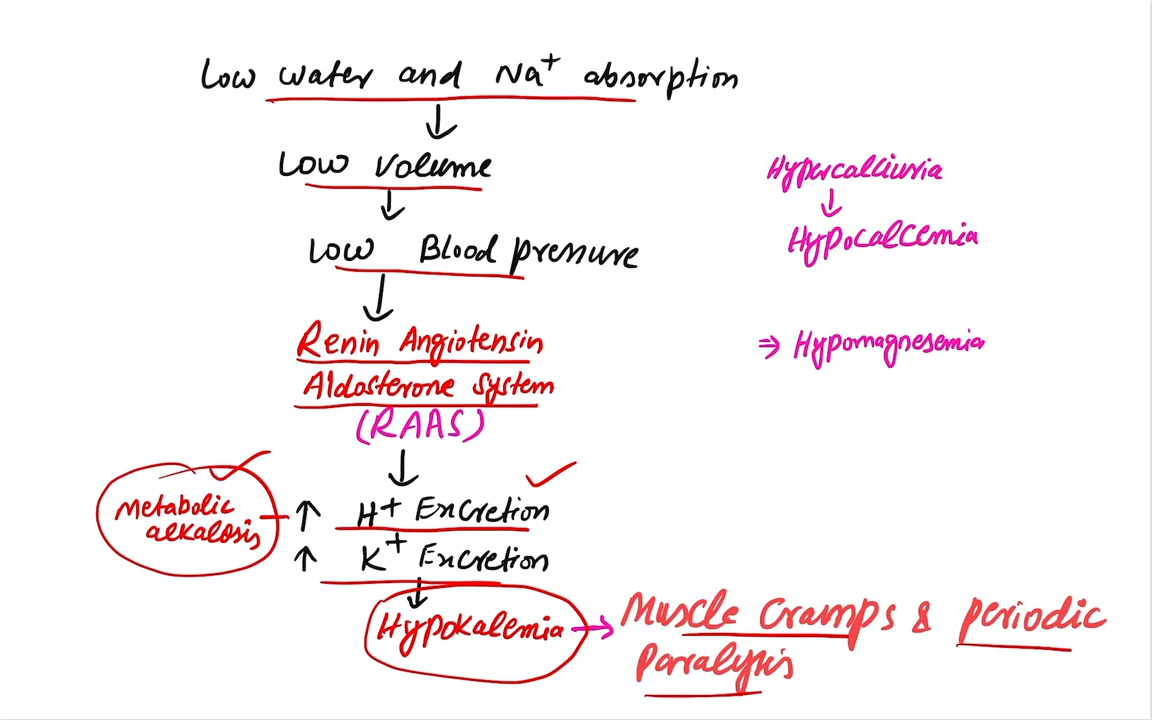 Low water and Na+ absorption
↓
Low Volume
↓
Low Blood pressure
↓
Renin Angiotensin
Aldosterone system
(RAAS)
↓
↑ H+ Excretion
↑ K+ Excretion
↓
Metabolic
alkalosis
Hypokalemia → Muscle Cramps & periodic
paralysis
Hypercalciuria
↓
Hypocalcemia
⇒ Hypomagnesemia